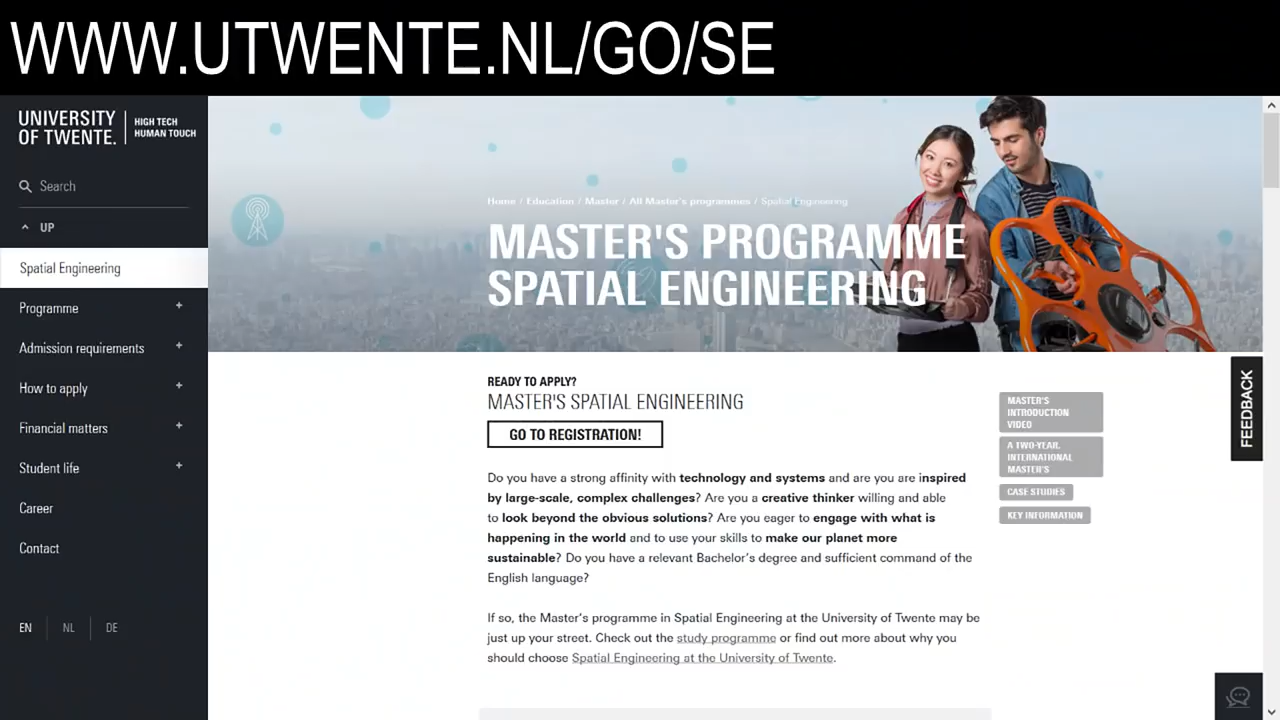 WWW.UTWENTE.NL/GO/SE
UNIVERSITY
OF TWENTE.
HIGH TECH
HUMAN TOUCH
Search
UP
Spatial Engineering
Programme +
Admission requirements +
How to apply +
Financial matters +
Student life +
Career
Contact
EN NL DE
Home / Education / Master / All Master's programmes / Spatial Engineering
MASTER'S PROGRAMME
SPATIAL ENGINEERING
READY TO APPLY?
MASTER'S SPATIAL ENGINEERING
GO TO REGISTRATION!
Do you have a strong affinity with technology and systems and are you are inspired
by large-scale, complex challenges? Are you a creative thinker willing and able
to look beyond the obvious solutions? Are you eager to engage with what is
happening in the world and to use your skills to make our planet more
sustainable? Do you have a relevant Bachelor's degree and sufficient command of the
English language?
If so, the Master's programme in Spatial Engineering at the University of Twente may be
just up your street. Check out the study programme or find out more about why you
should choose Spatial Engineering at the University of Twente.
MASTER'S
INTRODUCTION
VIDEO
A TWO-YEAR,
INTERNATIONAL
MASTER'S
CASE STUDIES
KEY INFORMATION
FEEDBACK